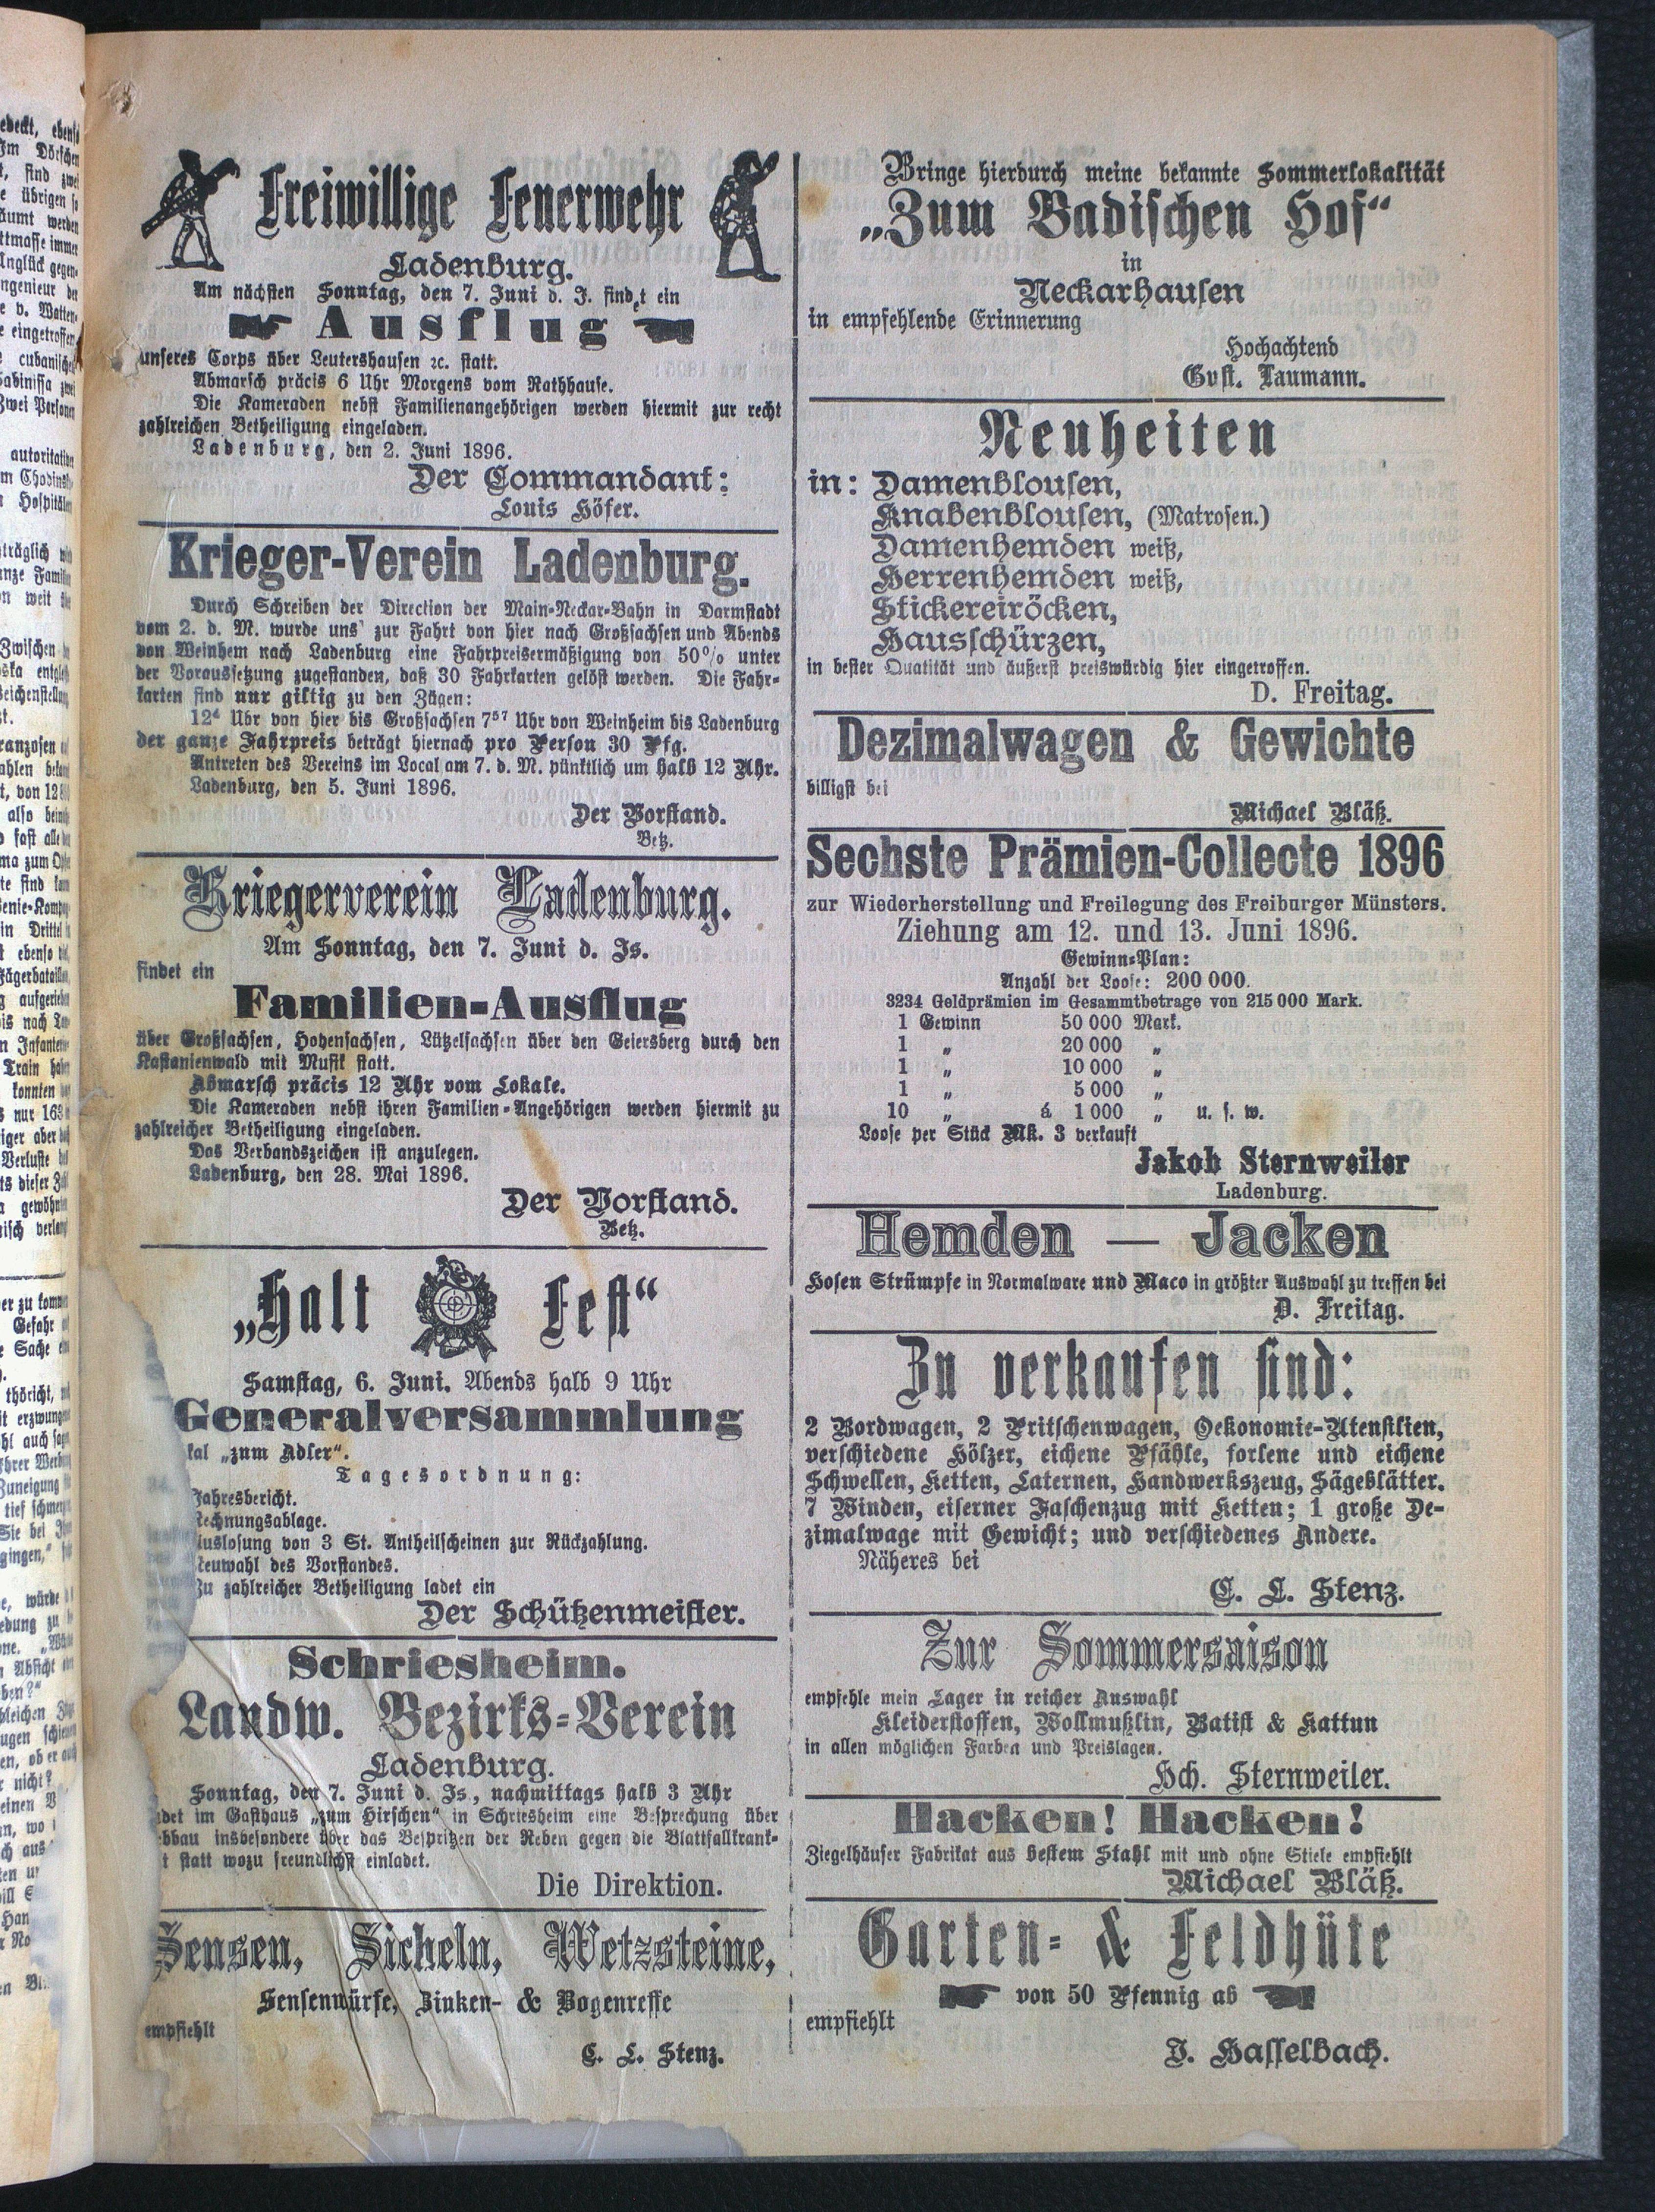 Freiwillige Feuerwehr
Ladenburg.
Am nächsten Sonntag, den 7. Juni d. J. findet ein
Ausflug
unseres Corps über Leutershausen ꝛc. statt.
Abmarsch präcis 6 Uhr Morgens vom Rathhause.
Die Kameraden nebst Familienangehörigen werden hiermit zur recht
zahlreichen Betheiligung eingeladen.
Ladenburg, den 2. Juni 1896.
Der Commandant:
Louis Höfer.
Krieger-Verein Ladenburg.
Durch Schreiben der Direction der Main-Neckar-Bahn in Darmstadt
vom 2. d. M. wurde uns zur Fahrt von hier nach Großsachsen und Abends
von Weinhem nach Ladenburg eine Fahrpreisermäßigung von 50% unter
der Voraussetzung zugestanden, daß 30 Fahrkarten gelöst werden. Die Fahr-
karten sind nur giltig zu den Zügen:
12⁴ Uhr von hier bis Großsachsen 7⁵⁷ Uhr von Weinheim bis Ladenburg
der ganze Fahrpreis beträgt hiernach pro Person 30 Pfg.
Antreten des Vereins im Local am 7. d. M. pünktlich um halb 12 Uhr.
Ladenburg, den 5. Juni 1896.
Der Vorstand.
Betz.
Kriegerverein Ladenburg.
Am Sonntag, den 7. Juni d. Js.
findet ein
Familien-Ausflug
über Großsachsen, Hohensachsen, Lützelsachsen über den Geiersberg durch den
Kastanienwald mit Musik statt.
Abmarsch präcis 12 Uhr vom Lokale.
Die Kameraden nebst ihren Familien-Angehörigen werden hiermit zu
zahlreicher Betheiligung eingeladen.
Das Verbandszeichen ist anzulegen.
Ladenburg, den 28. Mai 1896.
Der Vorstand.
Betz.
„Halt Fest“
Samstag, 6. Juni. Abends halb 9 Uhr
Generalversammlung
kal „zum Adler“.
Tagesordnung:
Jahresbericht.
Rechnungsablage.
uslosung von 3 St. Antheilscheinen zur Rückzahlung.
Neuwahl des Vorstandes.
Zu zahlreicher Betheiligung ladet ein
Der Schützenmeister.
Schriesheim.
Landw. Bezirks-Verein
Ladenburg.
Sonntag, den 7. Juni d. Js, nachmittags halb 3 Uhr
det im Gasthaus „zum Hirschen“ in Schriesheim eine Besprechung über
bbau insbesondere über das Bespritzen der Reben gegen die Blattfallkrank-
t statt wozu freundlichst einladet.
Die Direktion.
Sensen, Sicheln, Wetzsteine,
Sensenwürfe, Zinken- & Bogenreffe
empfiehlt
C. L. Stenz.
Bringe hierdurch meine bekannte Sommerlokalität
„Zum Badischen Hof“
in
Neckarhausen
in empfehlende Erinnerung
Hochachtend
Gust. Taumann.
Neuheiten
in: Damenblousen,
Knabenblousen, (Matrosen.)
Damenhemden weiß,
Herrenhemden weiß,
Stickereiröcken,
Hausschürzen,
in bester Quatität und äußerst preiswürdig hier eingetroffen.
D. Freitag.
Dezimalwagen & Gewichte
billigst bei
Michael Bläß.
Sechste Prämien-Collecte 1896
zur Wiederherstellung und Freilegung des Freiburger Münsters.
Ziehung am 12. und 13. Juni 1896.
Gewinn-Plan:
Anzahl der Loose: 200 000.
3234 Geldprämien im Gesammtbetrage von 215 000 Mark.
1 Gewinn 50 000 Mark.
1 „ 20 000 „
1 „ 10 000 „
1 „ 5 000 „
10 „ á 1 000 „ u. s. w.
Loose per Stück Mk. 3 verkauft
Jakob Sternweiler
Ladenburg.
Hemden — Jacken
Hosen Strümpfe in Normalware und Maco in größter Auswahl zu treffen bei
D. Freitag.
Zu verkaufen sind:
2 Bordwagen, 2 Pritschenwagen, Oekonomie-Utensilien,
verschiedene Hölzer, eichene Pfähle, forlene und eichene
Schwellen, Ketten, Laternen, Handwerkszeug, Sägeblätter.
7 Winden, eiserner Faschenzug mit Ketten; 1 große De-
zimalwage mit Gewicht; und verschiedenes Andere.
Näheres bei
C. L. Stenz.
Zur Sommersaison
empfehle mein Lager in reicher Auswahl
Kleiderstoffen, Wollmußlin, Batist & Kattun
in allen möglichen Farben und Preislagen.
Hch. Sternweiler.
Hacken! Hacken!
Ziegelhäuser Fabrikat aus bestem Stahl mit und ohne Stiele empfiehlt
Michael Bläß.
Garten- & Feldhüte
von 50 Pfennig ab
empfiehlt
J. Hasselbach.